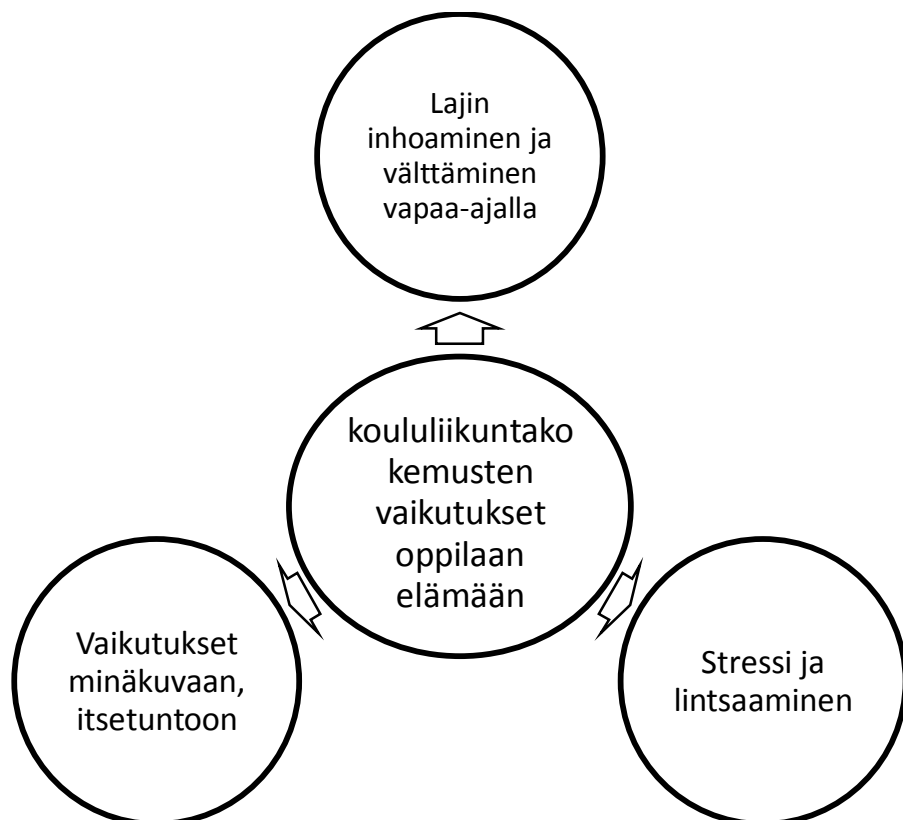 Lajin
inhoaminen ja
välttäminen
vapaa-ajalla
koululiikuntako
kemusten
vaikutukset
oppilaan
elämään
Vaikutukset
minäkuvaan,
itsetuntoon
Stressi ja
lintsaaminen